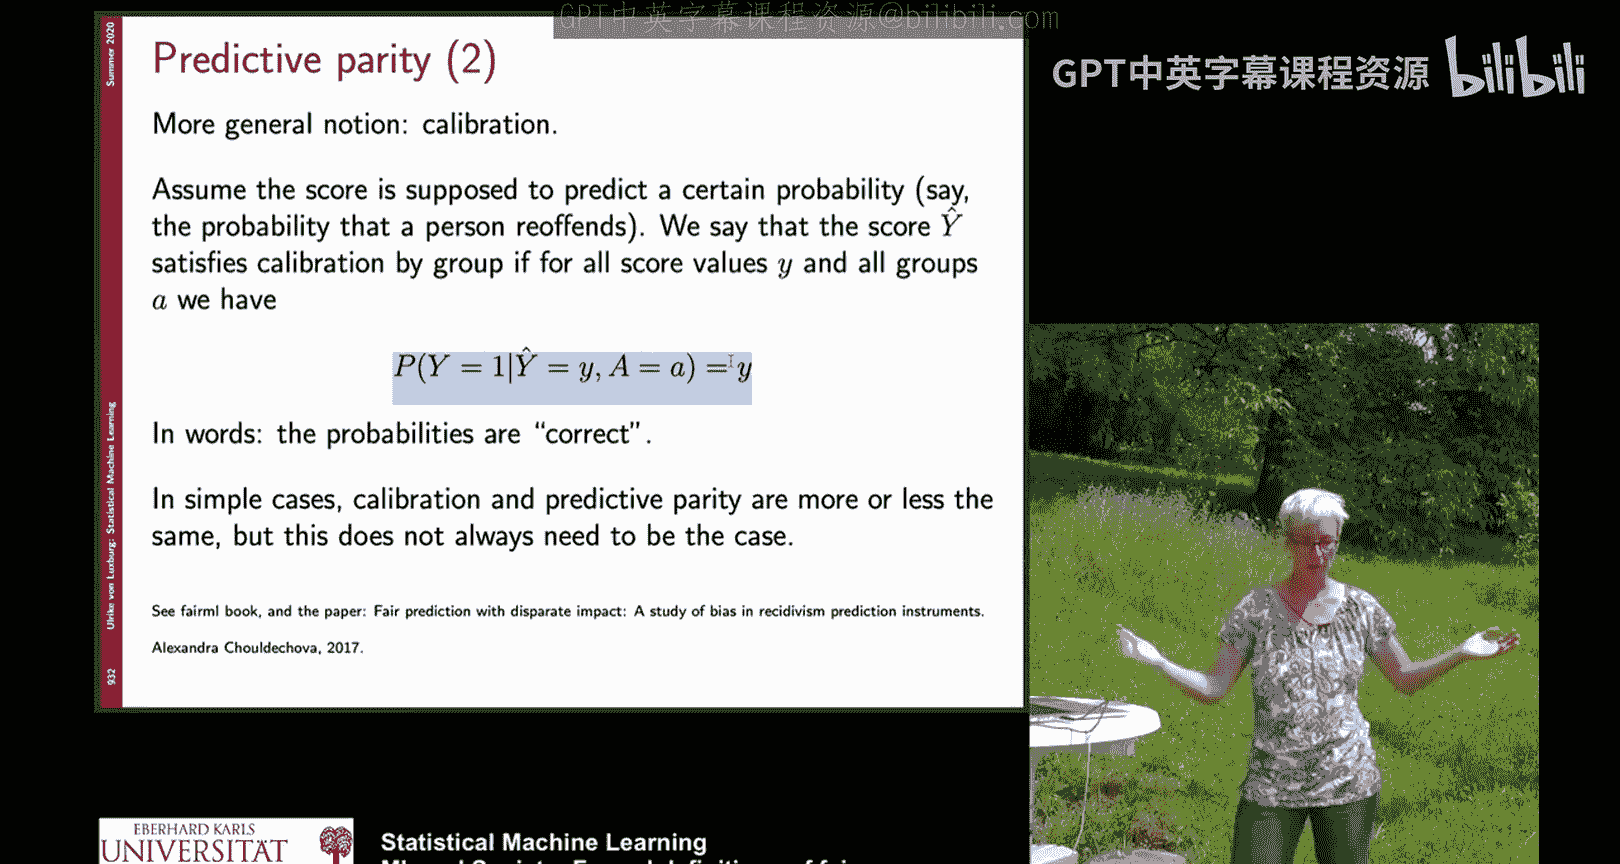 GPT中英字幕课程资源@bilibili.com
GPT中英字幕课程资源 bilibili
Summer 2020
Predictive parity (2)
More general notion: calibration.
Assume the score is supposed to predict a certain probability (say,
the probability that a person reoffends). We say that the score Ŷ
satisfies calibration by group if for all score values y and all groups
a we have
P(Y = 1|Ŷ = y, A = a) = y
In words: the probabilities are “correct”.
In simple cases, calibration and predictive parity are more or less the
same, but this does not always need to be the case.
See fairml book, and the paper: Fair prediction with disparate impact: A study of bias in recidivism prediction instruments.
Alexandra Chouldechova, 2017.
Ulrike von Luxburg: Statistical Machine Learning
932
EBERHARD KARLS
UNIVERSITÄT
Statistical Machine Learning